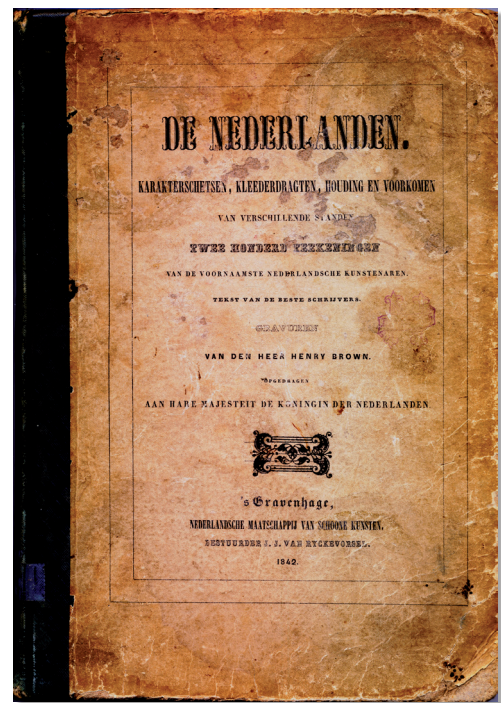 DE NEDERLANDEN.
KARAKTERSCHETSEN, KLEEDERDRAGTEN, HOUDING EN VOORKOMEN
VAN VERSCHILLENDE STANDEN
TWEE HONDERD TEEKENINGEN
VAN DE VOORNAAMSTE NEDERLANDSCHE KUNSTENAREN.
TEKST VAN DE BESTE SCHRIJVERS.
GRAVUREN
VAN DEN HEER HENRY BROWN.
OPGEDRAGEN
AAN HARE MAJESTEIT DE KONINGIN DER NEDERLANDEN.
's Gravenhage,
NEDERLANDSCHE MAATSCHAPPIJ VAN SCHOONE KUNSTEN.
BESTUURDER J. J. VAN RYCKEVORSEL.
1842.